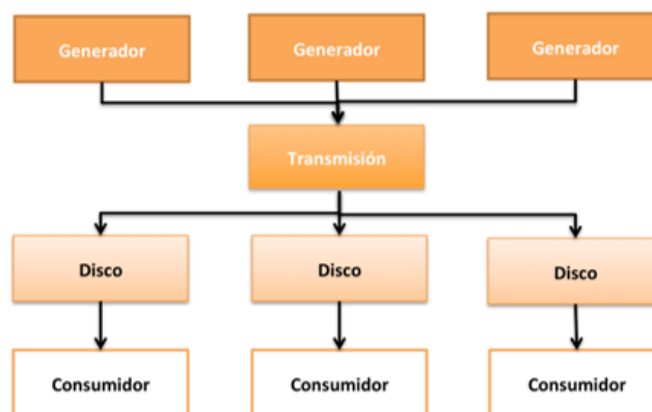 Generador
Generador
Generador
Transmisión
Disco
Disco
Disco
Consumidor
Consumidor
Consumidor